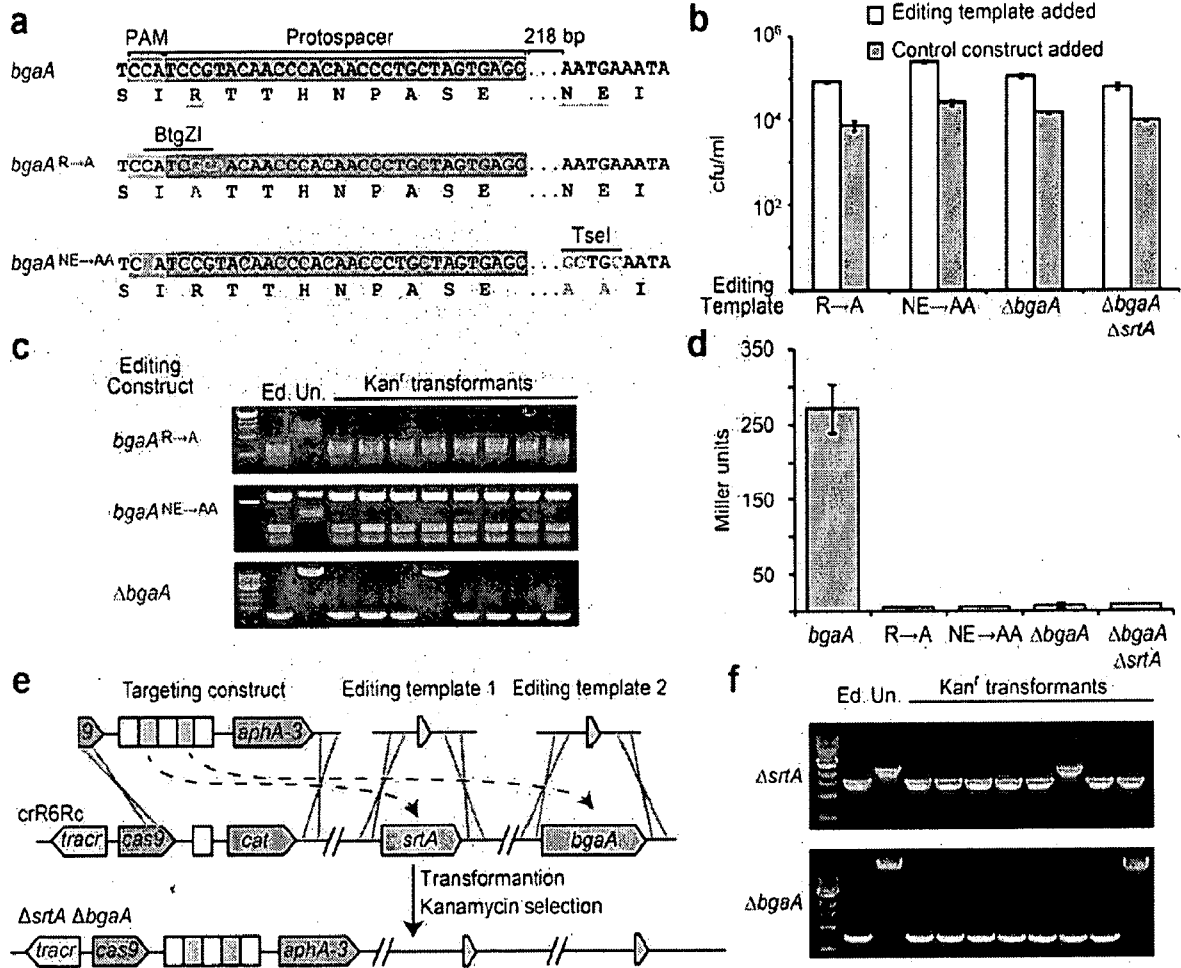 a
PAM Protospacer 218 bp
bgaA TCCATCCGTACAACCCACAACCCTGCTAGTGAGC...AATGAAATA
S I R T T H N P A S E ...N E I
BtgZI
bgaA R→A ACAACCCACAACCCTGCTAGTGAGC...AATGAAATA
S I A T T H N P A S E ...N E I
TseI
bgaA NE→AA ATCCGTACAACCCACAACCCTGCTAGTGAGC...GCTGCAATA
S I R T T H N P A S E ...A A I
b
Editing template added
Control construct added
cfu/ml
10⁶
10⁴
10²
1
Editing Template
R→A NE→AA ΔbgaA ΔbgaA ΔsrtA
c
Editing Construct
Ed. Un. Kanʳ transformants
bgaA R→A
bgaA NE→AA
ΔbgaA
d
Miller units
350
250
150
50
bgaA R→A NE→AA ΔbgaA ΔbgaA ΔsrtA
e
Targeting construct Editing template 1 Editing template 2
9 aphA-3
crR6Rc
tracr cas9 cat srtA bgaA
Transformantion
Kanamycin selection
ΔsrtA ΔbgaA
tracr cas9 aphA-3
f
Ed. Un. Kanʳ transformants
ΔsrtA
ΔbgaA